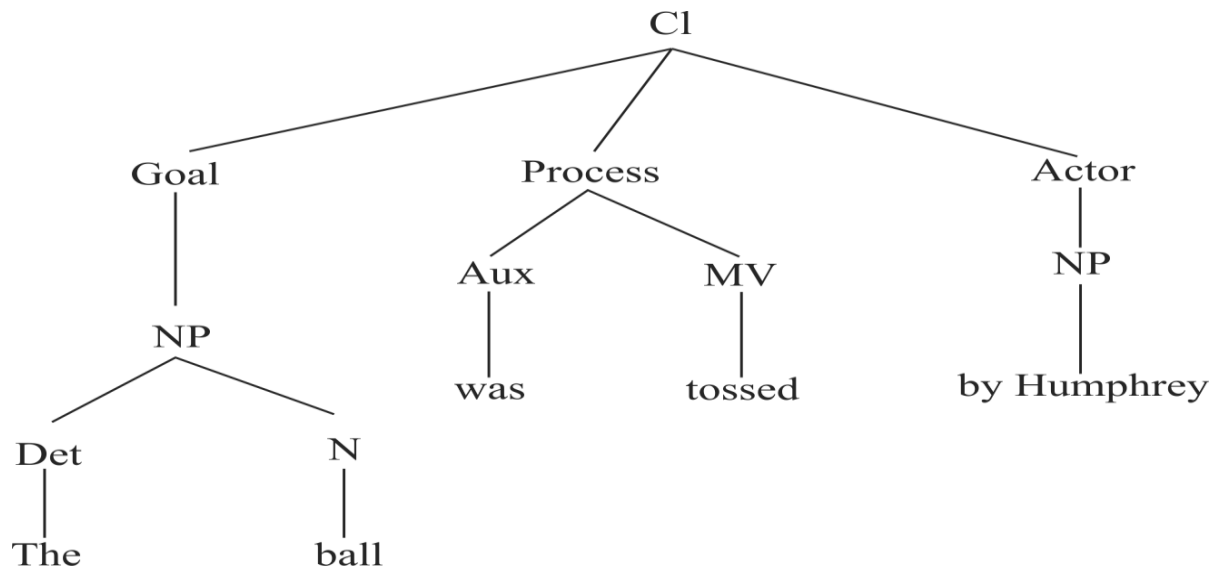 Cl
Goal Process Actor
Aux MV NP
NP
was tossed by Humphrey
Det N
The ball